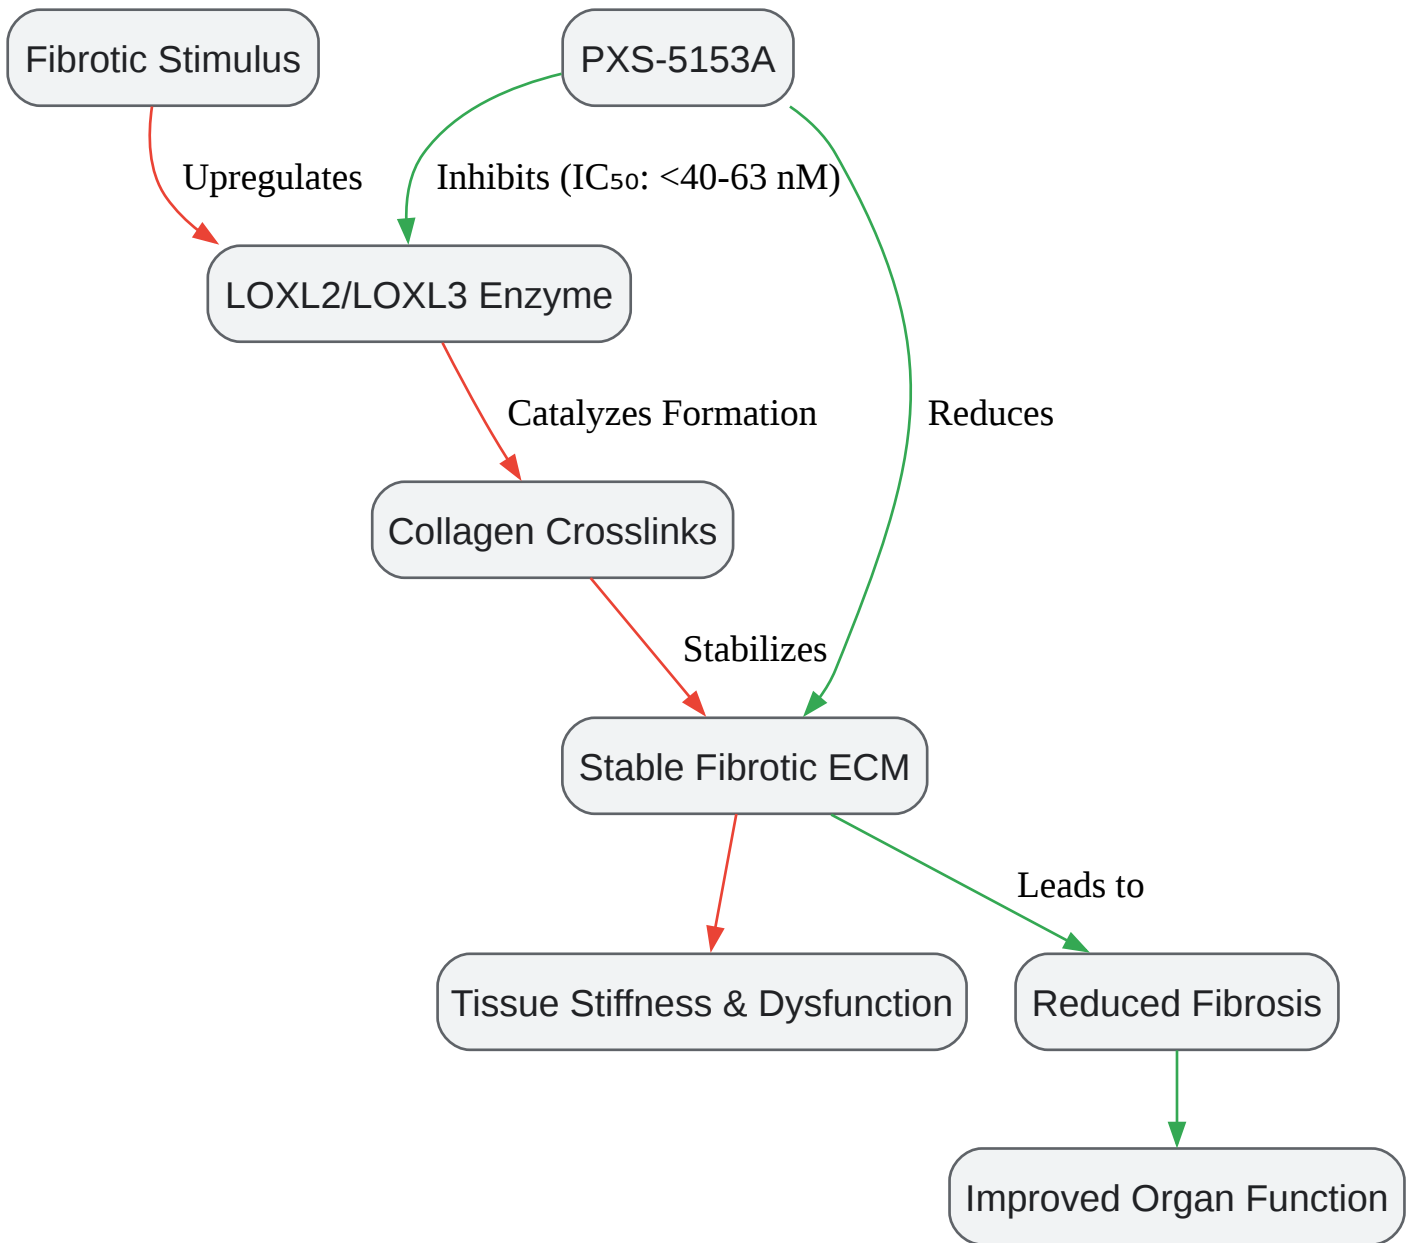 Fibrotic Stimulus
PXS-5153A
Upregulates
Inhibits (IC₅₀: <40-63 nM)
LOXL2/LOXL3 Enzyme
Catalyzes Formation
Reduces
Collagen Crosslinks
Stabilizes
Stable Fibrotic ECM
Leads to
Tissue Stiffness & Dysfunction
Reduced Fibrosis
Improved Organ Function